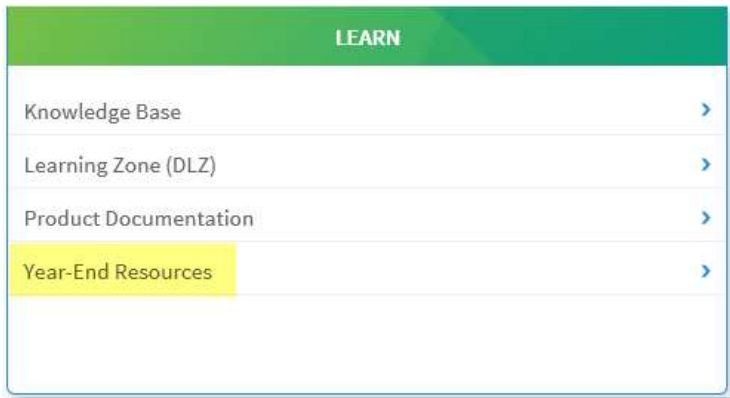 LEARN
Knowledge Base
Learning Zone (DLZ)
Product Documentation
Year-End Resources